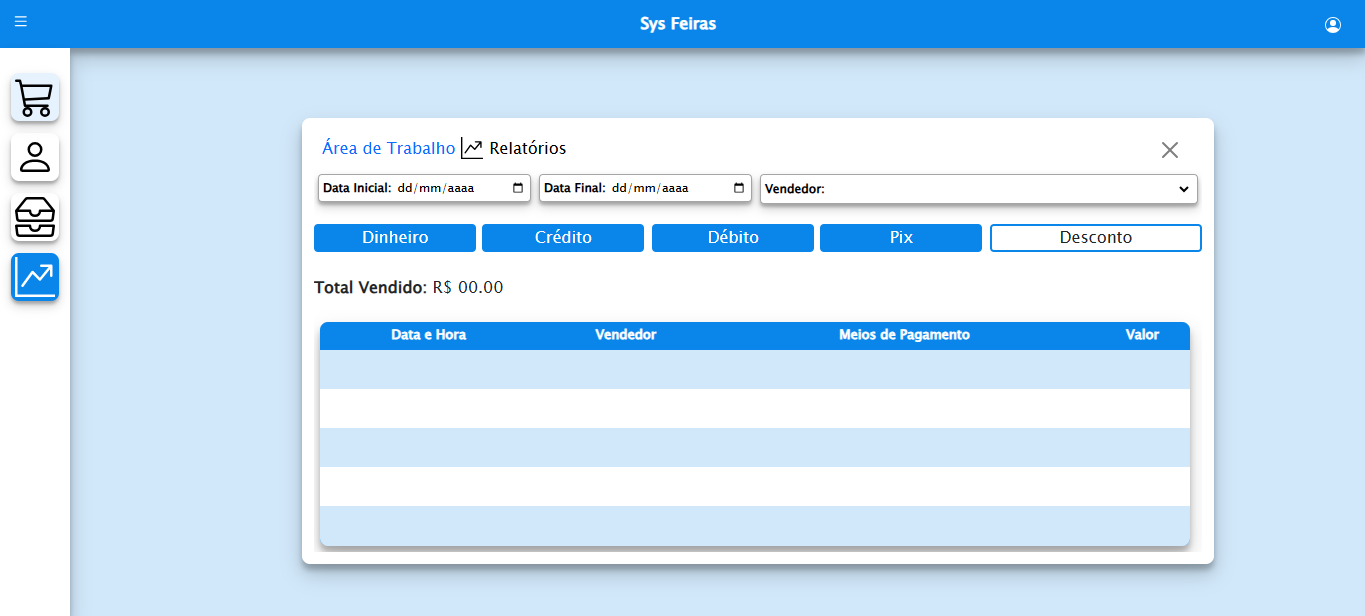 Sys Feiras
Área de Trabalho Relatórios
Data Inicial: dd/mm/aaaa Data Final: dd/mm/aaaa Vendedor:
Dinheiro Crédito Débito Pix Desconto
Total Vendido: R$ 00.00
Data e Hora Vendedor Meios de Pagamento Valor